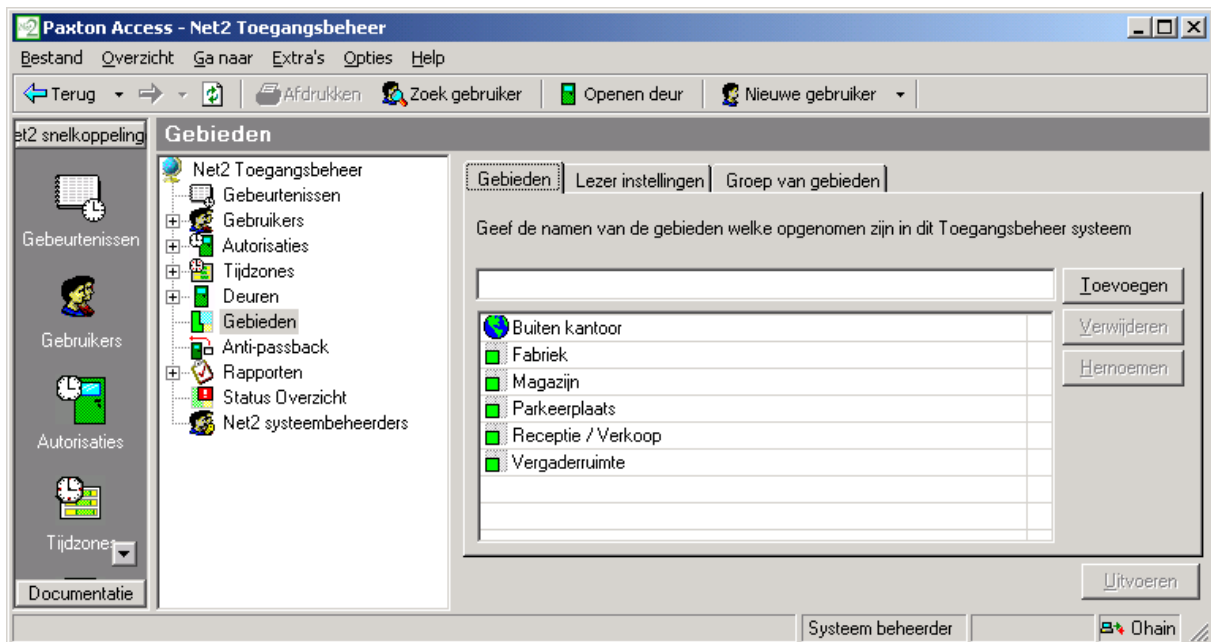 Paxton Access - Net2 Toegangsbeheer
Bestand Overzicht Ga naar Extra's Opties Help
Terug Afdrukken Zoek gebruiker Openen deur Nieuwe gebruiker
et2 snelkoppeling
Gebeurtenissen
Gebruikers
Autorisaties
Tijdzones
Documentatie
Gebieden
Net2 Toegangsbeheer
Gebeurtenissen
Gebruikers
Autorisaties
Tijdzones
Deuren
Gebieden
Anti-passback
Rapporten
Status Overzicht
Net2 systeembeheerders
Gebieden Lezer instellingen Groep van gebieden
Geef de namen van de gebieden welke opgenomen zijn in dit Toegangsbeheer systeem
Toevoegen
Verwijderen
Hernoemen
Buiten kantoor
Fabriek
Magazijn
Parkeerplaats
Receptie / Verkoop
Vergaderruimte
Uitvoeren
Systeem beheerder Ohain